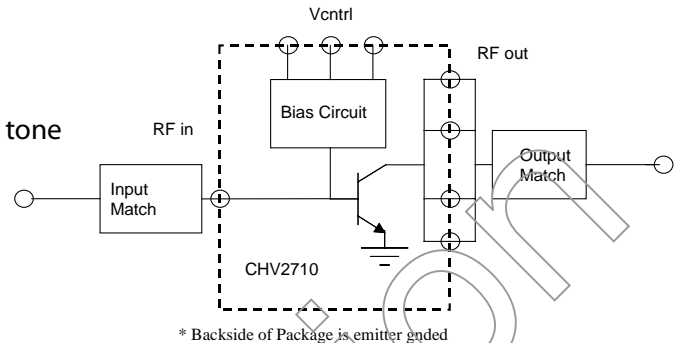 Vcntrl
RF out
Bias Circuit
tone
RF in
Output
Match
Input
Match
CHV2710
* Backside of Package is emitter gnded